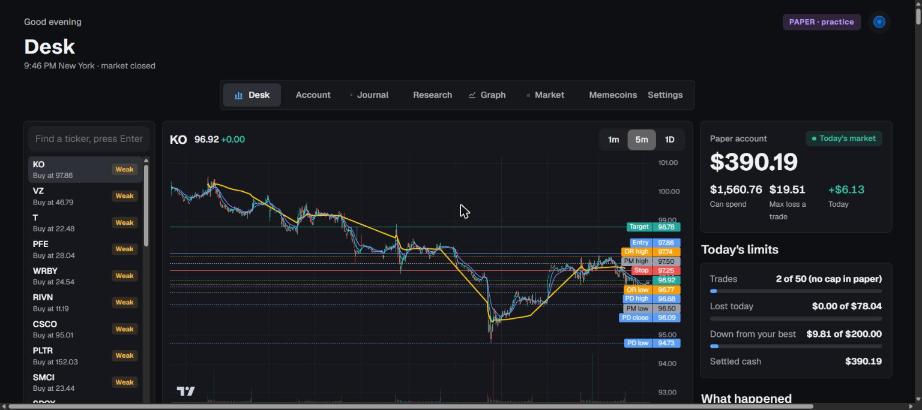 Good evening
PAPER · practice
Desk
9:46 PM New York · market closed
Desk
Account
Journal
Research
Graph
Market
Memecoins
Settings
Find a ticker, press Enter
KO
Buy at 97.86
Weak
VZ
Buy at 46.79
Weak
T
Buy at 22.48
Weak
PFE
Buy at 28.04
Weak
WRBY
Buy at 24.54
Weak
RIVN
Buy at 11.19
Weak
CSCO
Buy at 95.01
Weak
PLTR
Buy at 152.03
Weak
SMCI
Buy at 23.44
Weak
KO 96.92 +0.00
1m 5m 1D
101.00
100.00
99.00
Target 98.78
Entry 97.86
OR high 97.74
PM high 97.50
Stop 97.25
96.92
OR low 96.77
PD high 96.68
PM low 96.50
PD close 96.09
95.00
PD low 94.73
94.00
93.00
Paper account
Today's market
$390.19
$1,560.76 $19.51 +$6.13
Can spend
Max loss a trade
Today
Today's limits
Trades 2 of 50 (no cap in paper)
Lost today $0.00 of $78.04
Down from your best $9.81 of $200.00
Settled cash $390.19
What happened